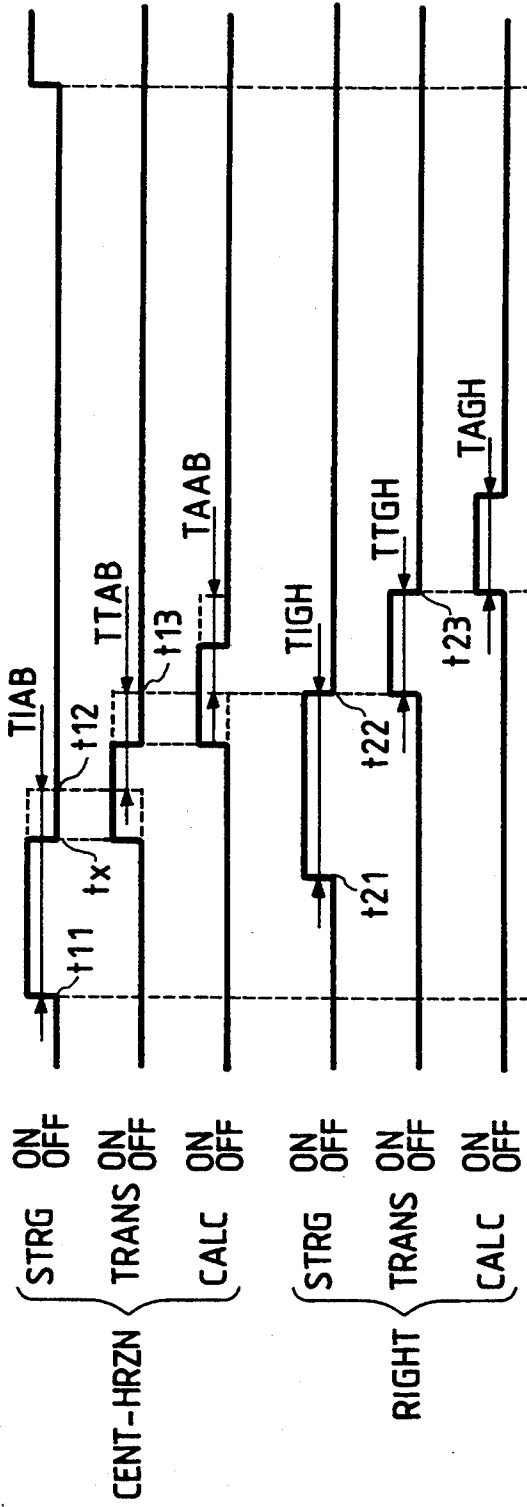 CENT-HRZN
STRG ON
OFF
TRANS ON
OFF
CALC ON
OFF
TIAB
t11
tx
t12
TTAB
t13
TAAB
RIGHT
STRG ON
OFF
TRANS ON
OFF
CALC ON
OFF
TIGH
t21
t22
TTGH
t23
TAGH